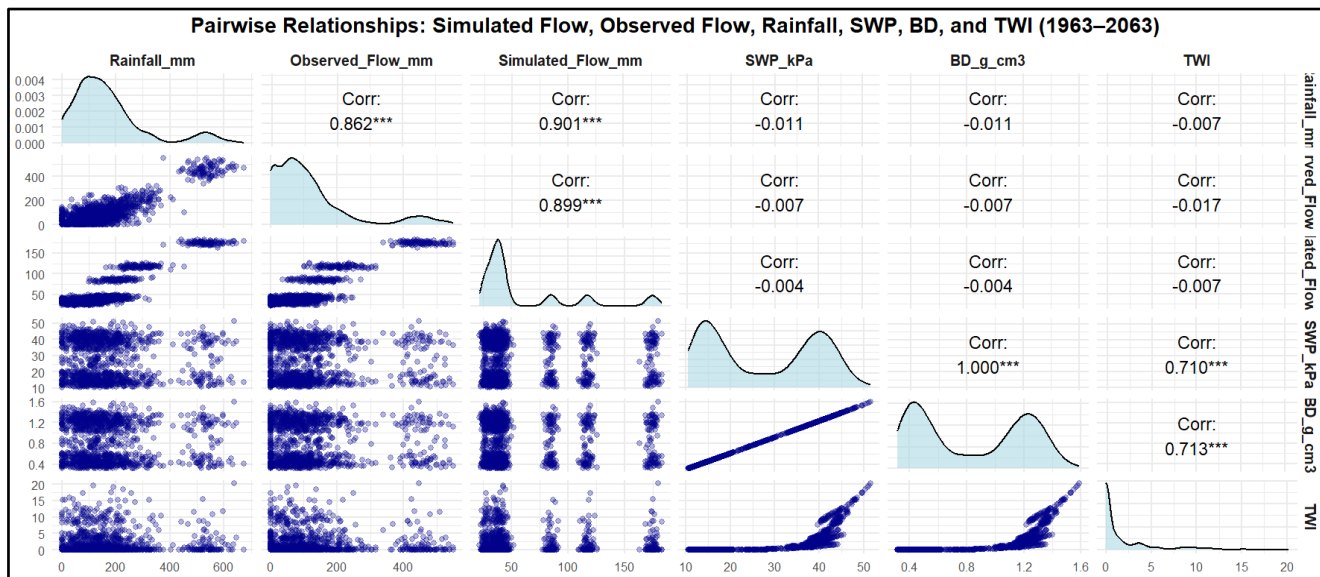 Pairwise Relationships: Simulated Flow, Observed Flow, Rainfall, SWP, BD, and TWI (1963–2063)
Rainfall_mm Observed_Flow_mm Simulated_Flow_mm SWP_kPa BD_g_cm3 TWI
0.004
0.003
0.002
0.001
0.000
Corr:
0.862***
Corr:
0.901***
Corr:
-0.011
Corr:
-0.011
Corr:
-0.007
ainfall_mm
400
200
0
Corr:
0.899***
Corr:
-0.007
Corr:
-0.007
Corr:
-0.017
rved_Flow
150
100
50
Corr:
-0.004
Corr:
-0.004
Corr:
-0.007
lated_Flow
50
40
30
20
10
Corr:
1.000***
Corr:
0.710***
SWP_kPa
1.6
1.2
0.8
0.4
Corr:
0.713***
BD_g_cm3
20
15
10
5
0
TWI
0 200 400 600 0 200 400 50 100 150 10 20 30 40 50 0.4 0.8 1.2 1.6 0 5 10 15 20